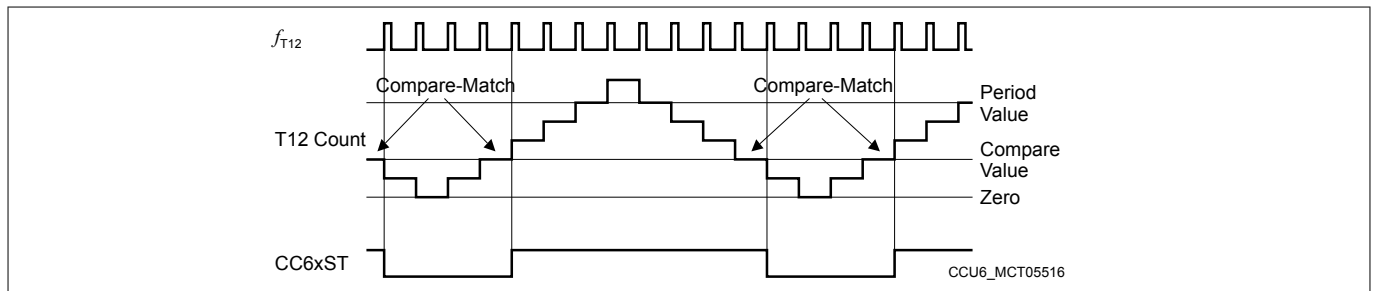 fT12
Compare-Match
Compare-Match
Period
Value
T12 Count
Compare
Value
Zero
CC6xST
CCU6_MCT05516